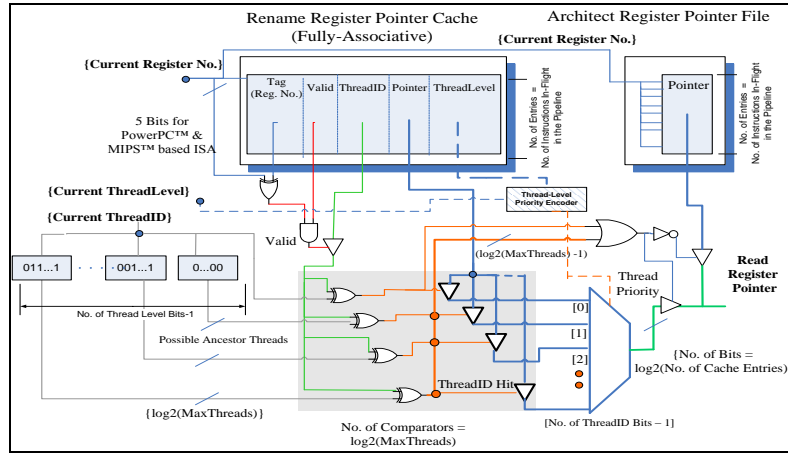 Rename Register Pointer Cache
(Fully-Associative)
Architect Register Pointer File
{Current Register No.}
{Current Register No.}
Tag
(Reg. No.)
Valid
ThreadID
Pointer
ThreadLevel
No. of Entries =
No. of Instructions In-Flight
in the Pipeline
Pointer
No. of Entries =
No. of Instructions In-Flight
in the Pipeline
5 Bits for
PowerPC™ &
MIPS™ based ISA
{Current ThreadLevel}
Thread-Level
Priority Encoder
{Current ThreadID}
Valid
(log2(MaxThreads) -1)
Read
Register
Pointer
011...1
001...1
0...00
Thread
Priority
No. of Thread Level Bits-1
Possible Ancestor Threads
[0]
[1]
[2]
{No. of Bits =
log2(No. of Cache Entries)
ThreadID Hit
{log2(MaxThreads)}
[No. of ThreadID Bits – 1]
No. of Comparators =
log2(MaxThreads)